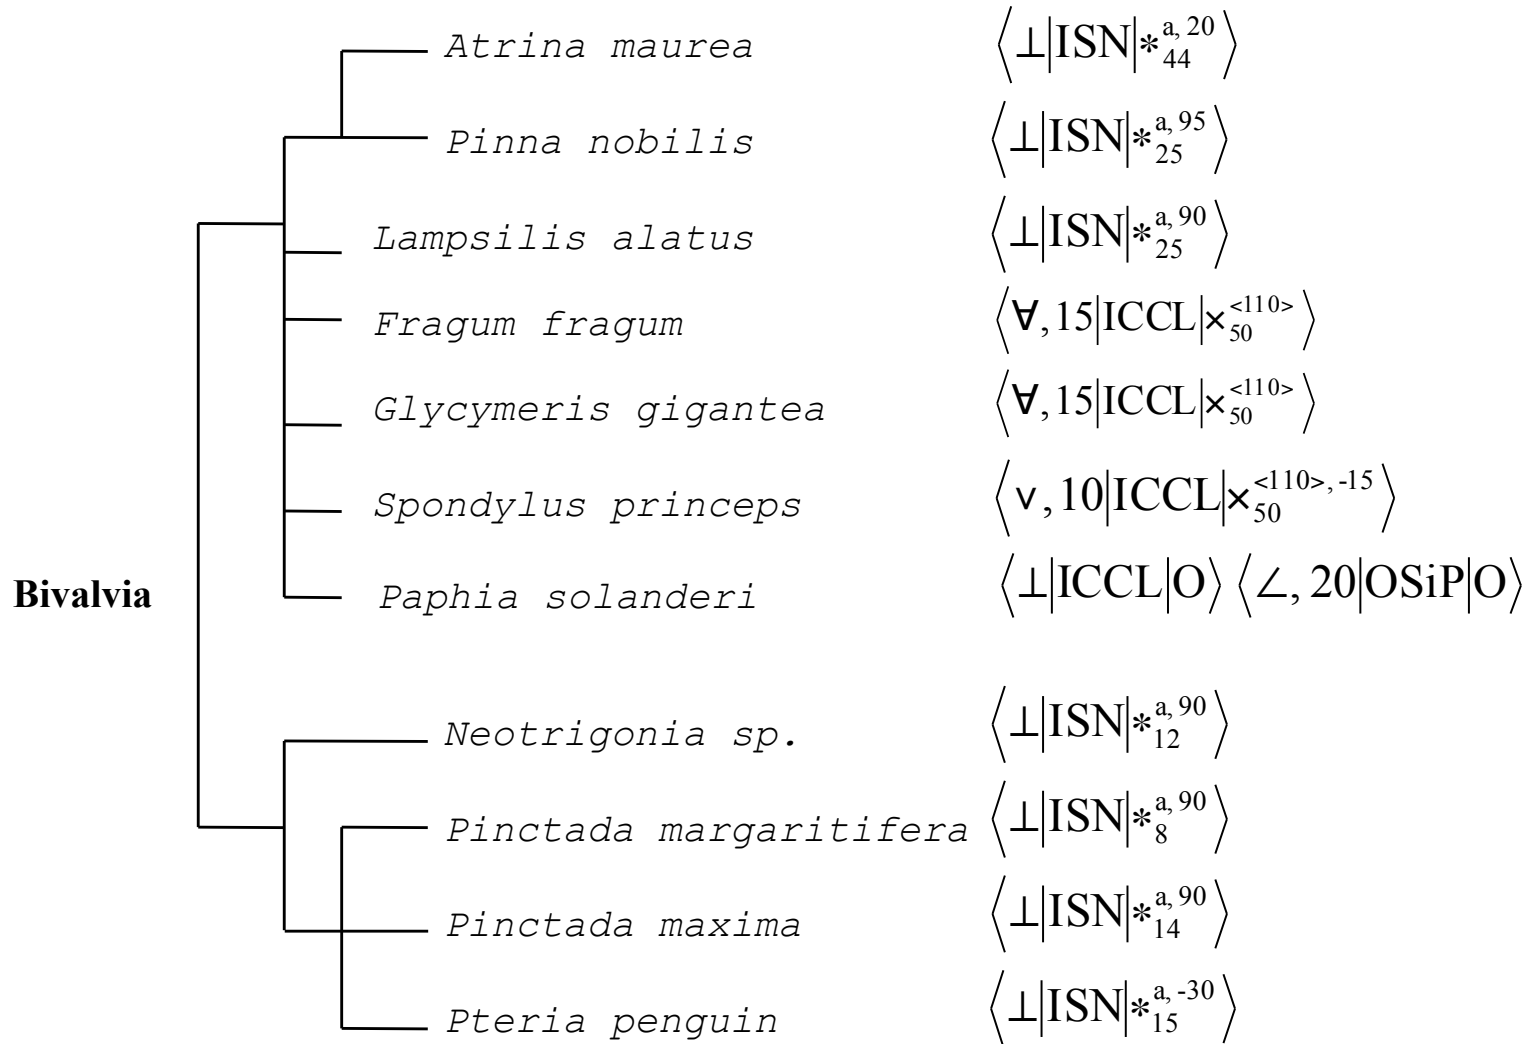 Atrina maurea ⟨⊥|ISN|*₄₄^{a, 20}⟩
Pinna nobilis ⟨⊥|ISN|*₂₅^{a, 95}⟩
Lampsilis alatus ⟨⊥|ISN|*₂₅^{a, 90}⟩
Fragum fragum ⟨∀, 15|ICCL|×₅₀^{<110>}⟩
Glycymeris gigantea ⟨∀, 15|ICCL|×₅₀^{<110>}⟩
Spondylus princeps ⟨∨, 10|ICCL|×₅₀^{<110>, -15}⟩
Bivalvia
Paphia solanderi ⟨⊥|ICCL|O⟩ ⟨∠, 20|OSiP|O⟩
Neotrigonia sp. ⟨⊥|ISN|*₁₂^{a, 90}⟩
Pinctada margaritifera ⟨⊥|ISN|*₈^{a, 90}⟩
Pinctada maxima ⟨⊥|ISN|*₁₄^{a, 90}⟩
Pteria penguin ⟨⊥|ISN|*₁₅^{a, -30}⟩